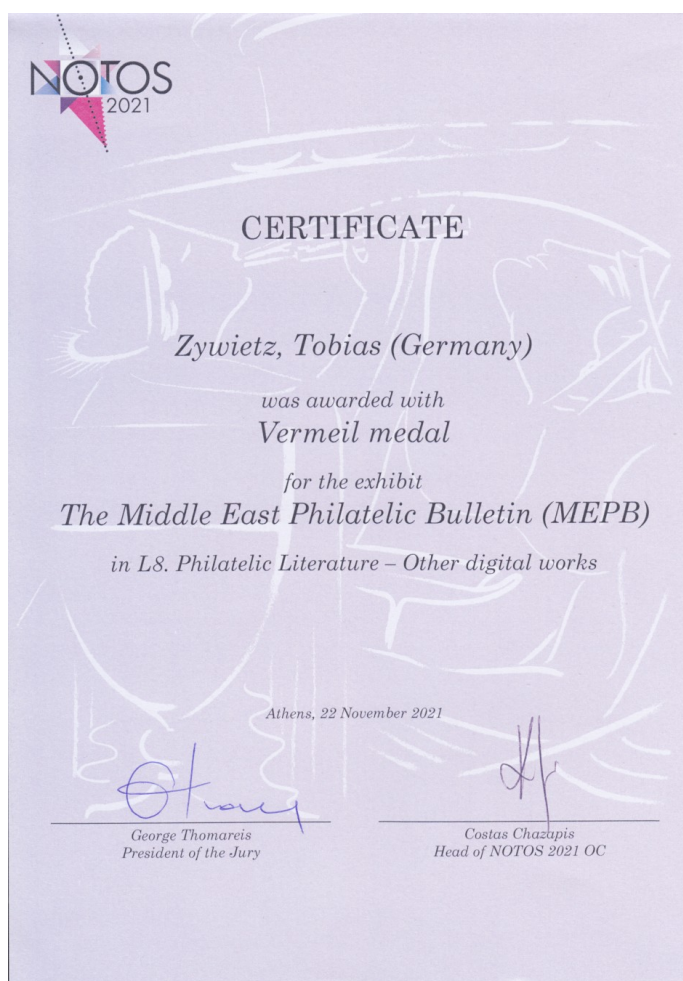 NOTOS
2021
CERTIFICATE
Zywietz, Tobias (Germany)
was awarded with
Vermeil medal
for the exhibit
The Middle East Philatelic Bulletin (MEPB)
in L8. Philatelic Literature – Other digital works
Athens, 22 November 2021
George Thomareis
President of the Jury
Costas Chazapis
Head of NOTOS 2021 OC